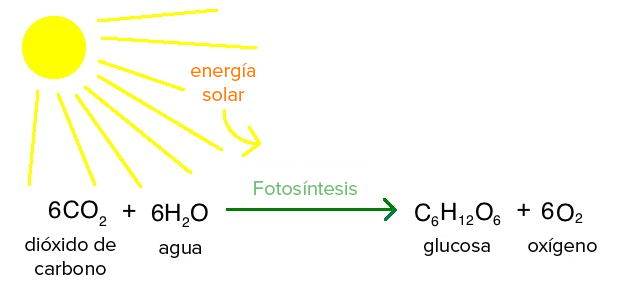 energía
solar
Fotosíntesis
6CO₂ + 6H₂O C₆H₁₂O₆ + 6O₂
dióxido de
carbono
agua
glucosa
oxígeno